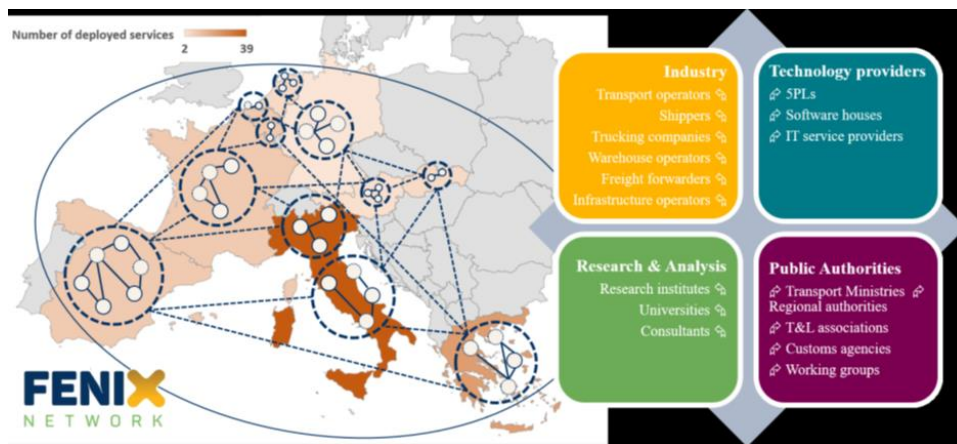 Number of deployed services
2 39
FENIX
NETWORK
Industry
Transport operators
Shippers
Trucking companies
Warehouse operators
Freight forwarders
Infrastructure operators
Technology providers
5PLs
Software houses
IT service providers
Research & Analysis
Research institutes
Universities
Consultants
Public Authorities
Transport Ministries
Regional authorities
T&L associations
Customs agencies
Working groups